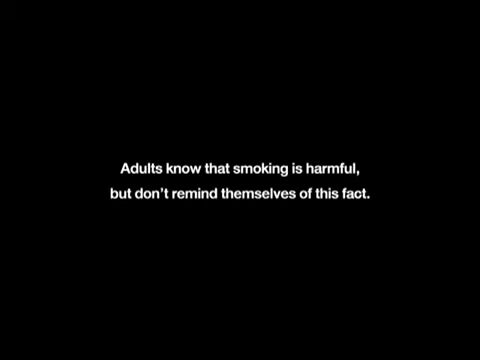 Adults know that smoking is harmful,
but don’t remind themselves of this fact.